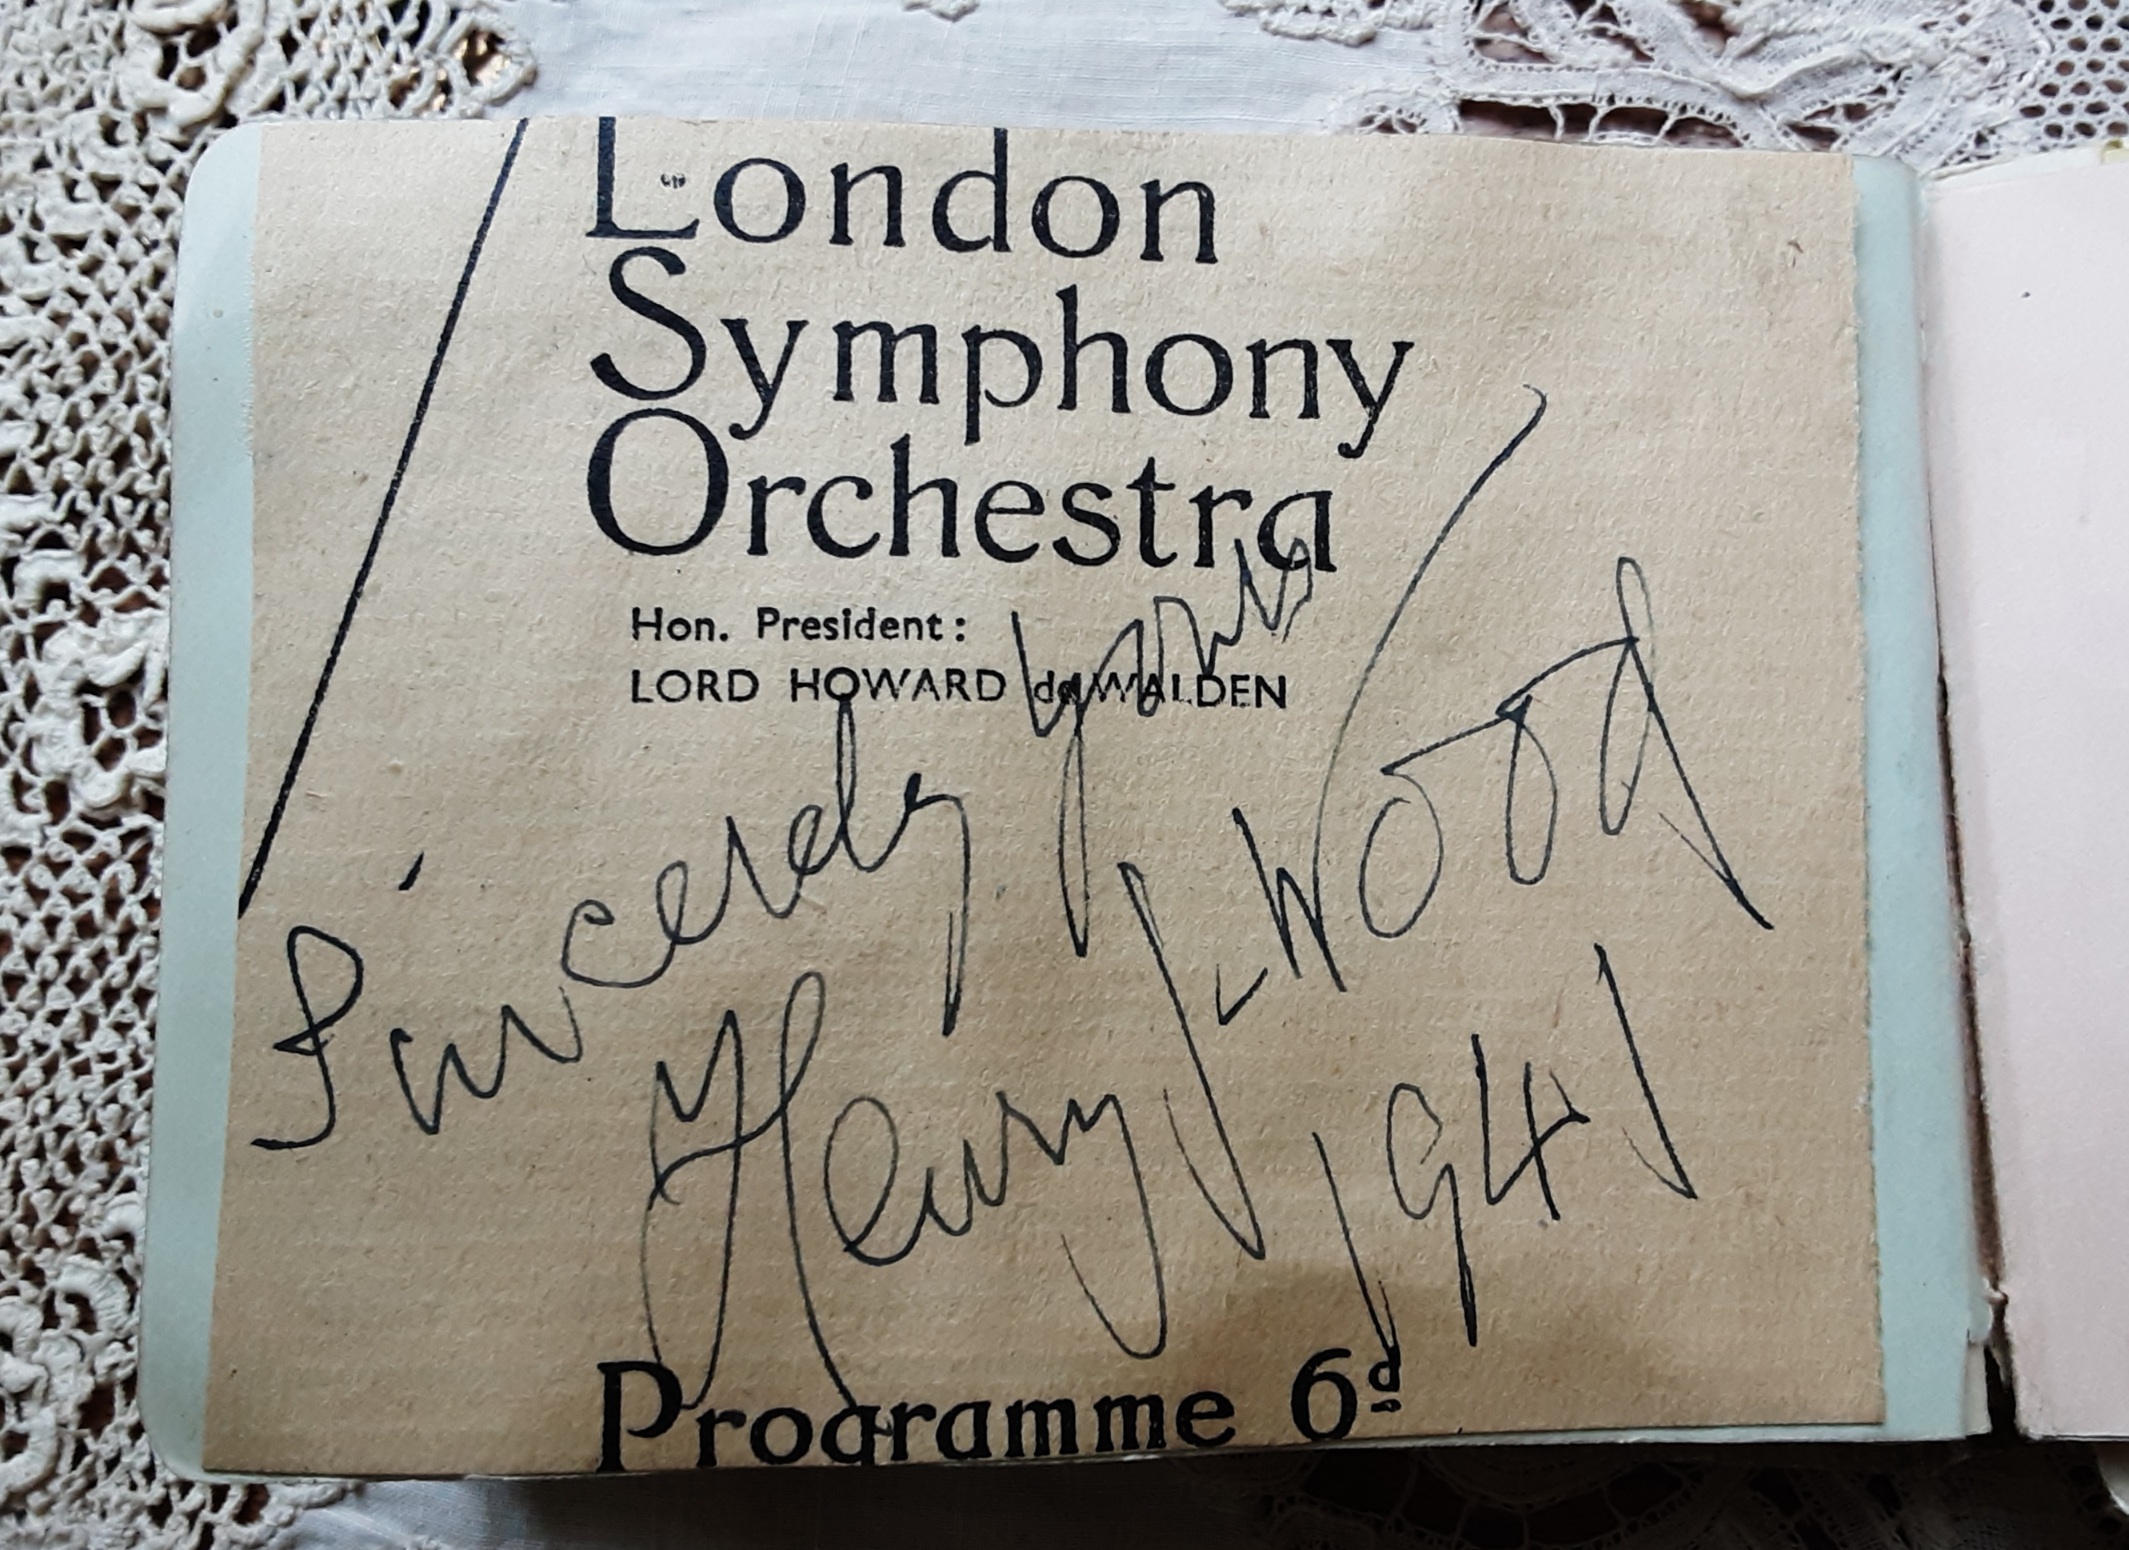 London
Symphony
Orchestra
Hon. President:
LORD HOWARD de WALDEN
Sincerely yours
Henry J. Wood
1941
Programme 6d